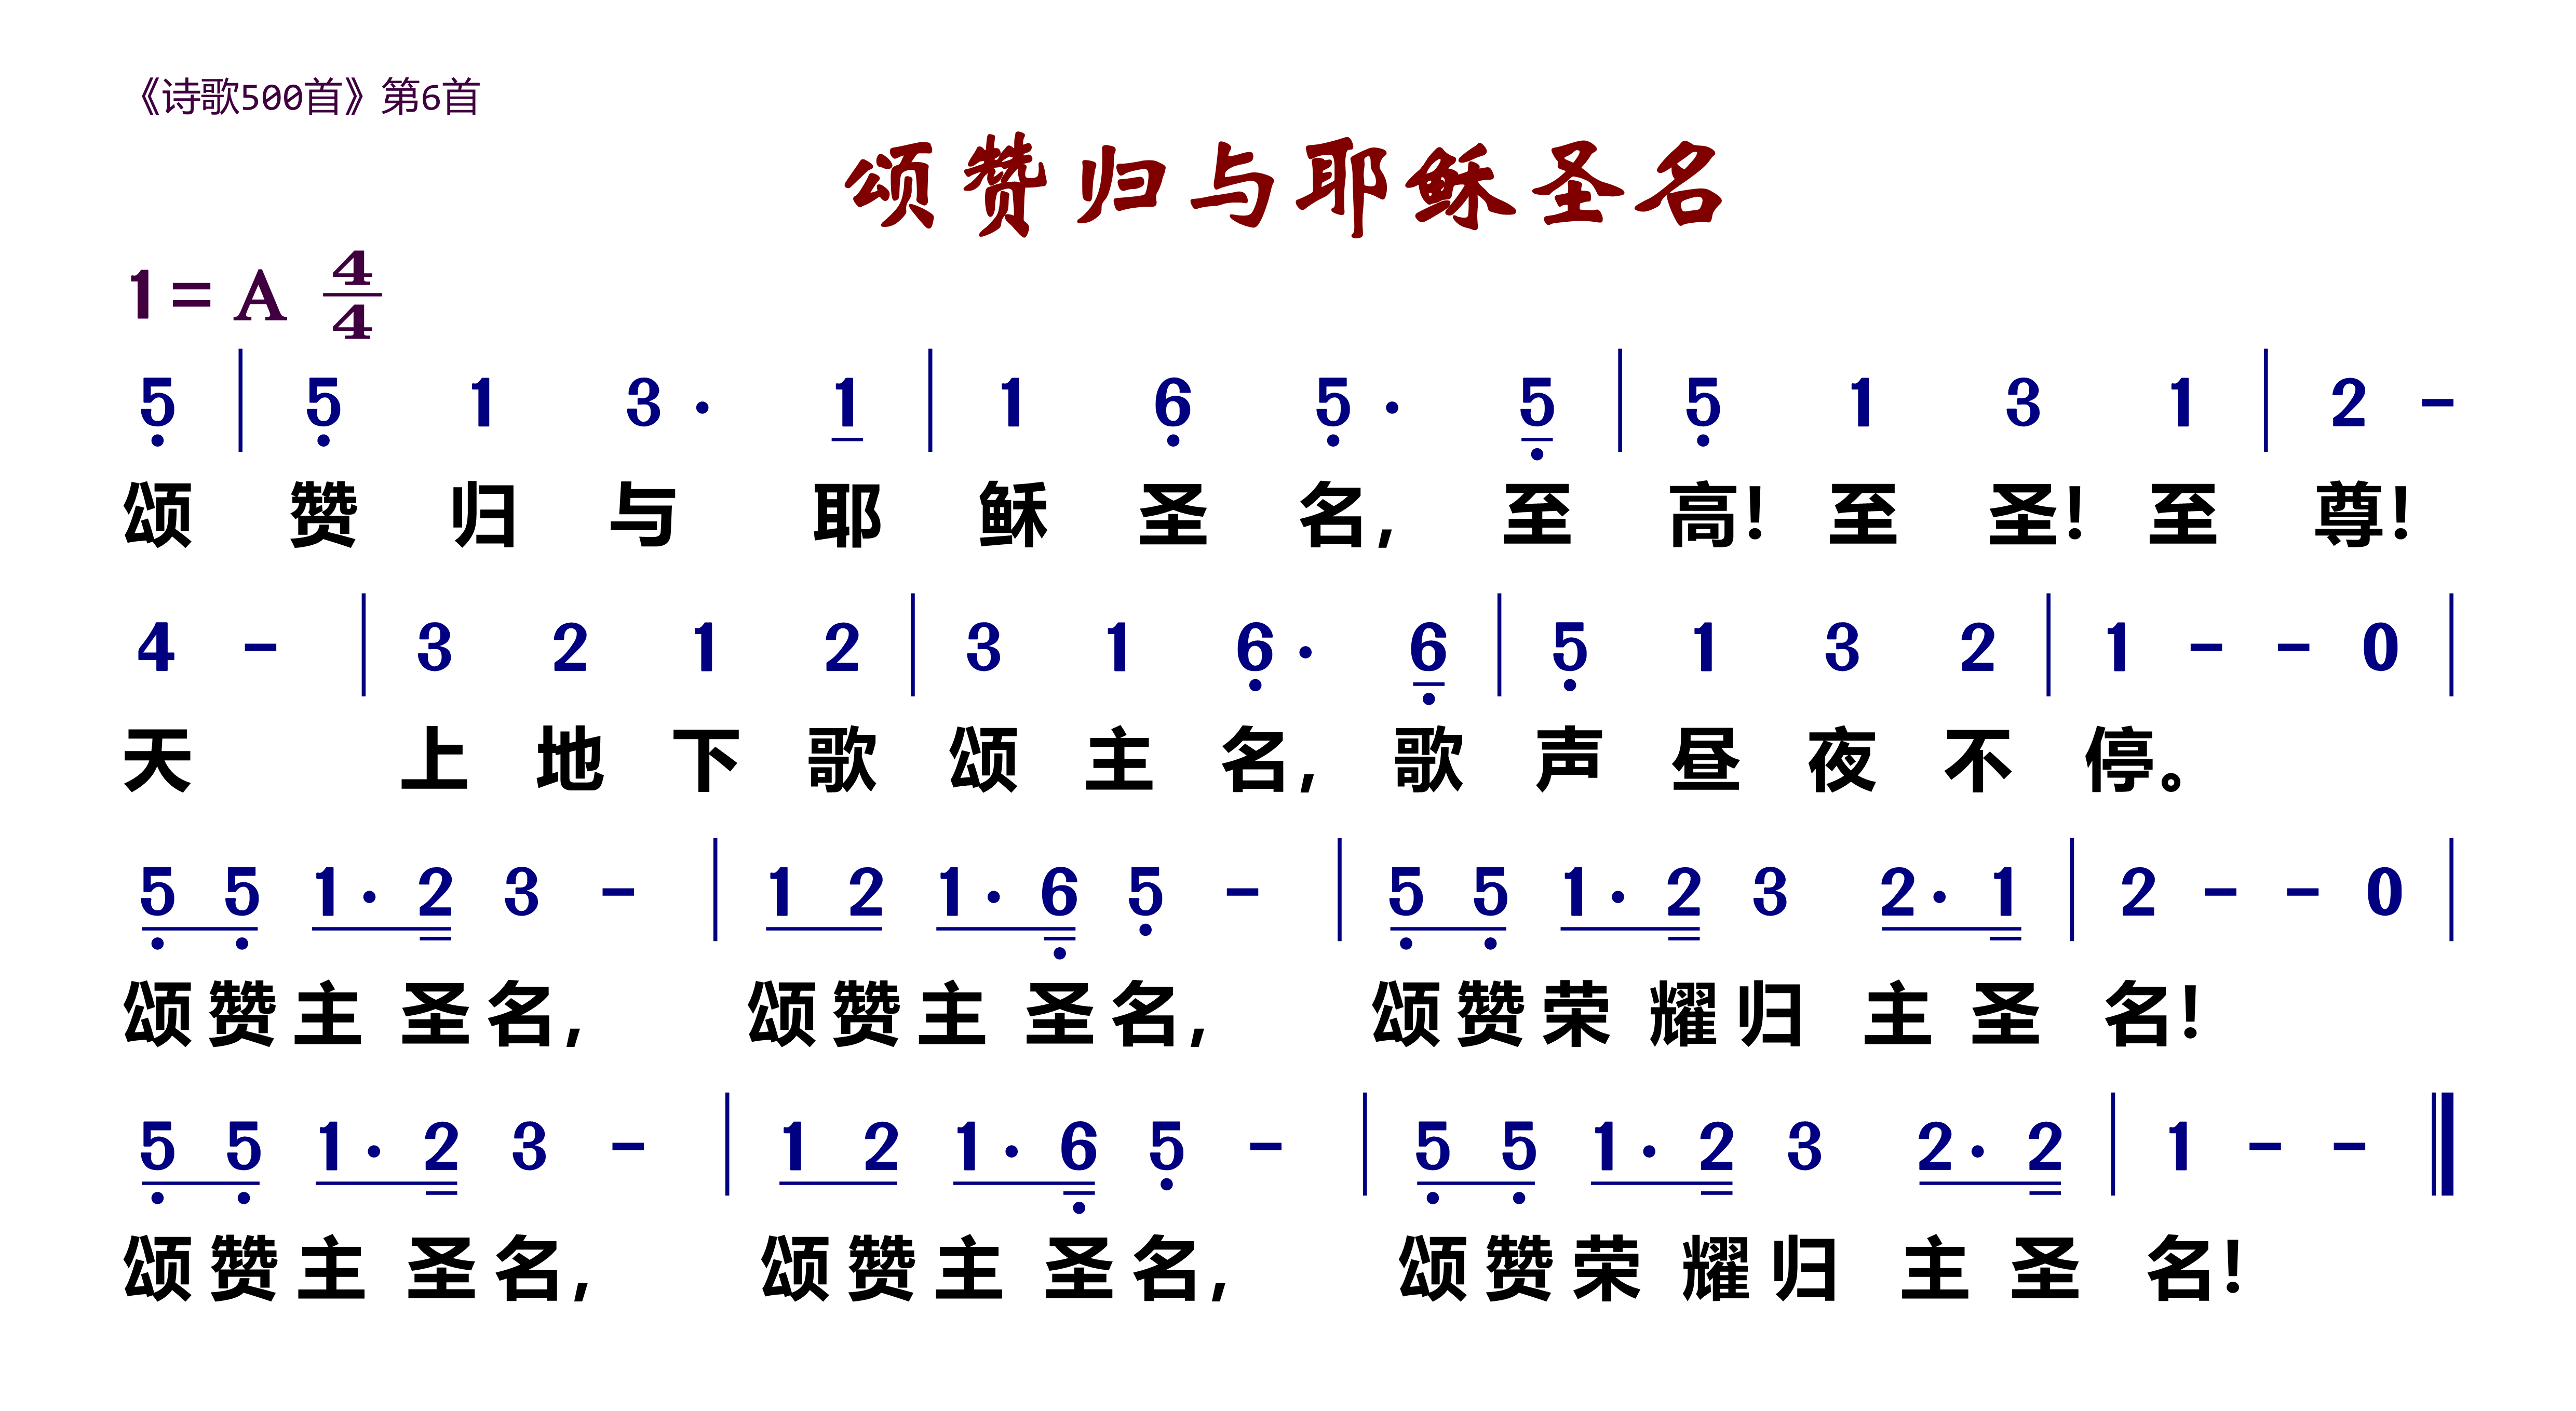 《诗歌500首》第6首
颂赞归与耶稣圣名
1= A 4/4
5̣ | 5̣ 1 3 · 1 | 1 6̣ 5̣ · 5̣ | 5̣ 1 3 1 | 2 -
颂 赞 归 与 耶 稣 圣 名, 至 高! 至 圣! 至 尊!
4 - | 3 2 1 2 | 3 1 6̣ · 6̣ | 5̣ 1 3 2 | 1 - - 0 |
天 上 地 下 歌 颂 主 名, 歌 声 昼 夜 不 停。
5̣ 5̣ 1 · 2 3 - | 1 2 1 · 6̣ 5̣ - | 5̣ 5̣ 1 · 2 3 2 · 1 | 2 - - 0 |
颂 赞 主 圣 名, 颂 赞 主 圣 名, 颂 赞 荣 耀 归 主 圣 名!
5̣ 5̣ 1 · 2 3 - | 1 2 1 · 6̣ 5̣ - | 5̣ 5̣ 1 · 2 3 2 · 2 | 1 - - ‖
颂 赞 主 圣 名, 颂 赞 主 圣 名, 颂 赞 荣 耀 归 主 圣 名!